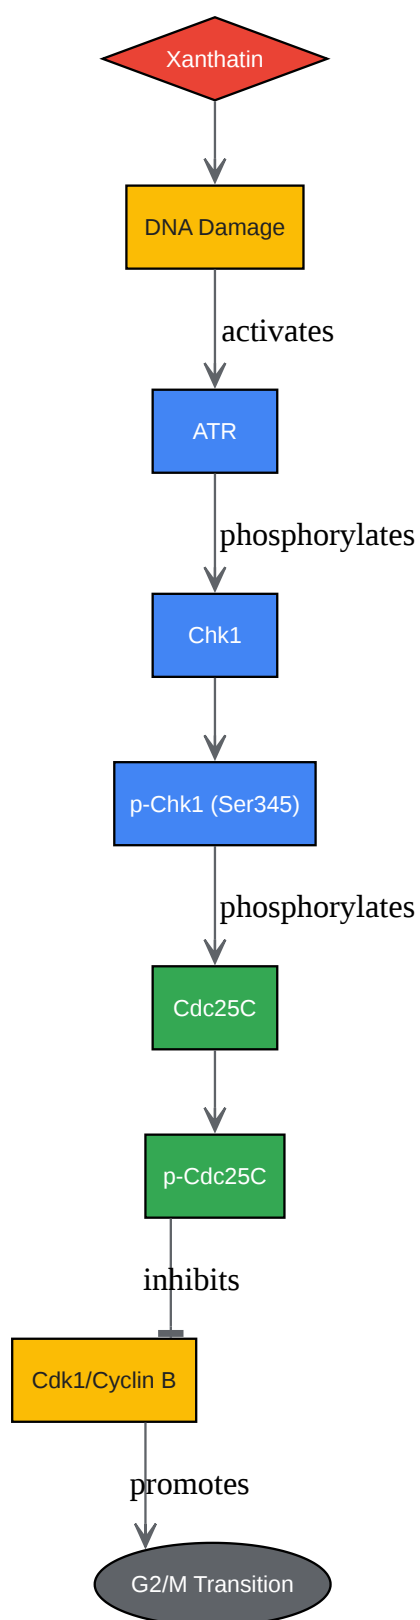 Xanthatin
DNA Damage
activates
ATR
phosphorylates
Chk1
p-Chk1 (Ser345)
phosphorylates
Cdc25C
p-Cdc25C
inhibits
Cdk1/Cyclin B
promotes
G2/M Transition